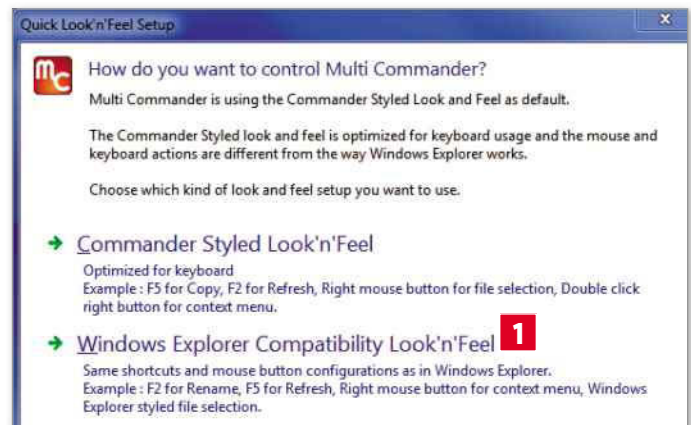 Quick Look'n'Feel Setup
x
mc
How do you want to control Multi Commander?
Multi Commander is using the Commander Styled Look and Feel as default.
The Commander Styled look and feel is optimized for keyboard usage and the mouse and
keyboard actions are different from the way Windows Explorer works.
Choose which kind of look and feel setup you want to use.
Commander Styled Look'n'Feel
Optimized for keyboard
Example : F5 for Copy, F2 for Refresh, Right mouse button for file selection, Double click
right button for context menu.
Windows Explorer Compatibility Look'n'Feel 1
Same shortcuts and mouse button configurations as in Windows Explorer.
Example : F2 for Rename, F5 for Refresh, Right mouse button for context menu, Windows
Explorer styled file selection.